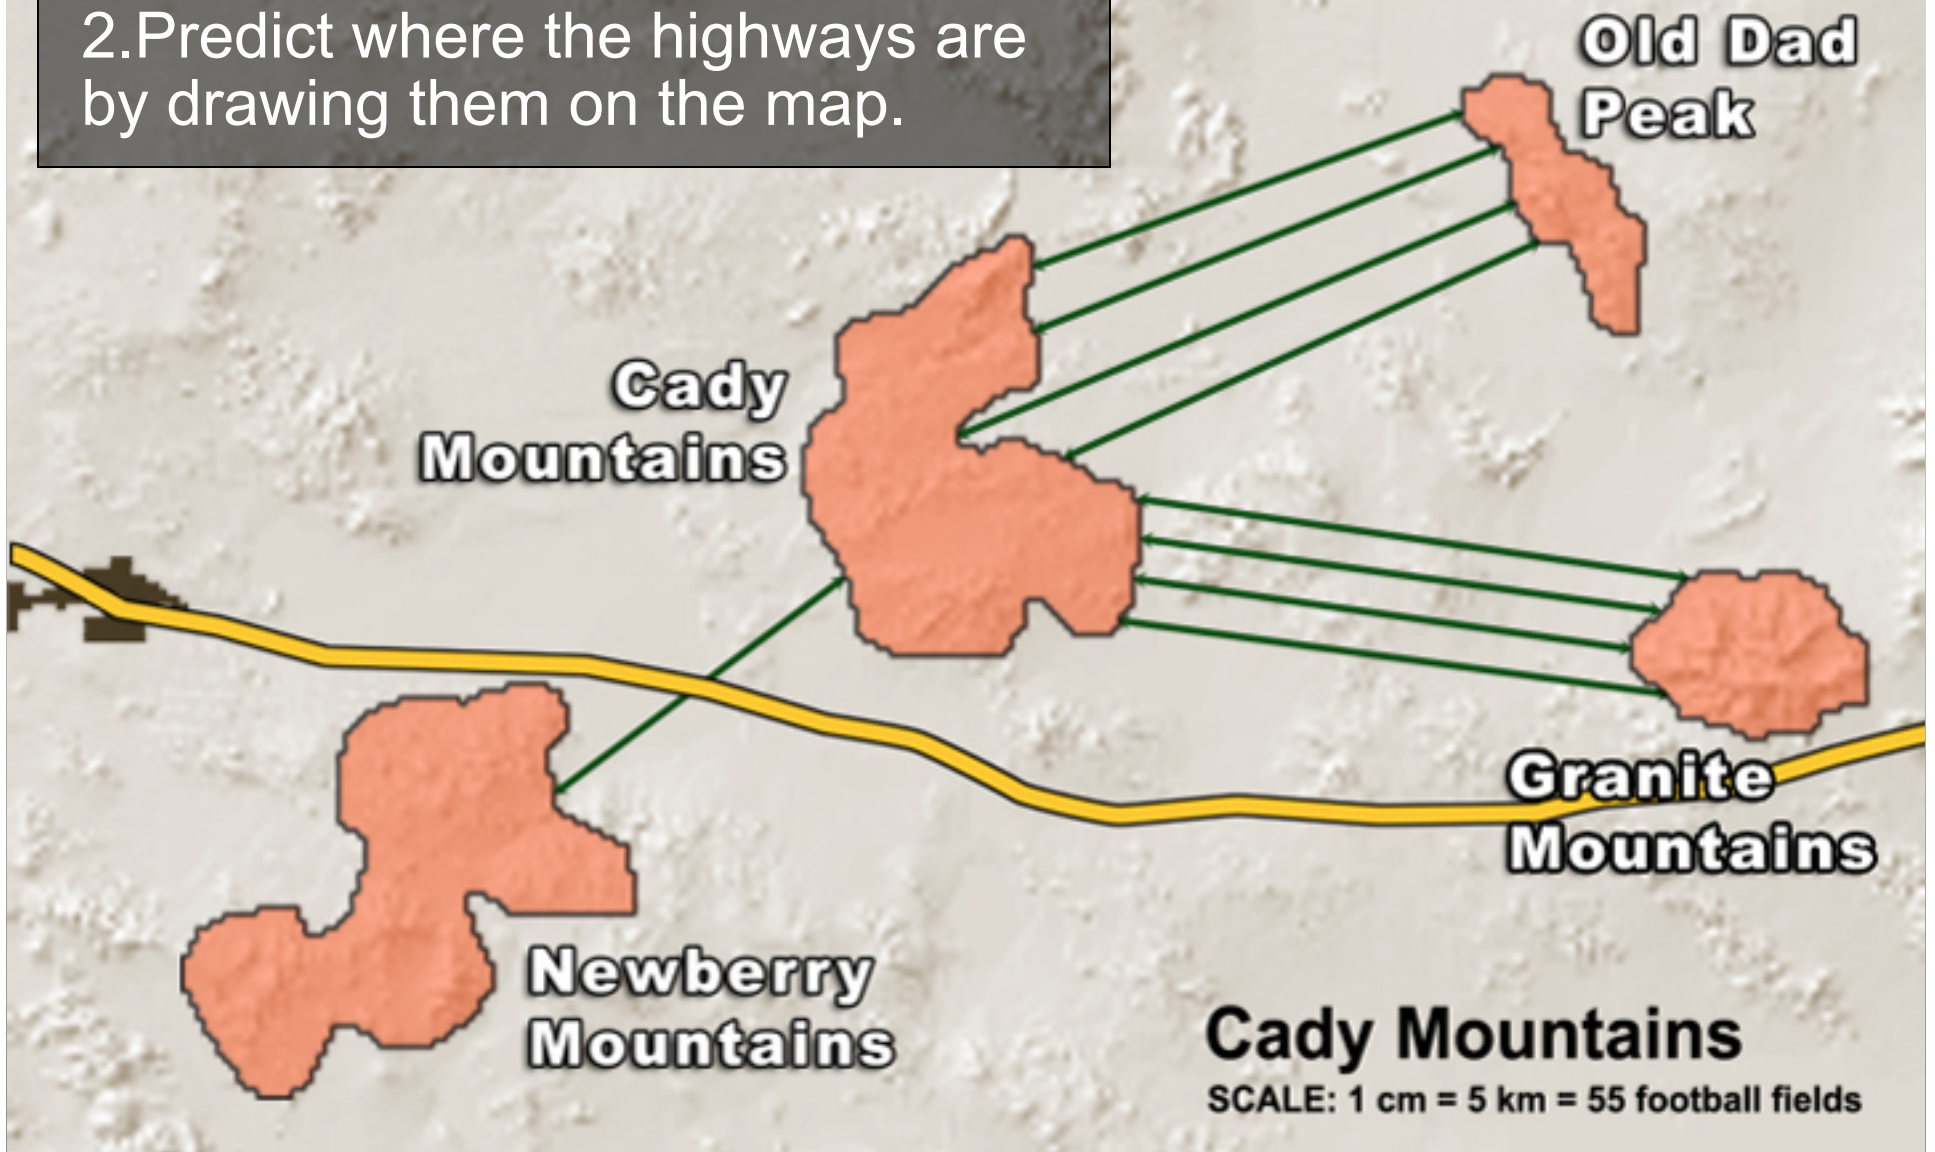 2.Predict where the highways are
by drawing them on the map.
Old Dad
Peak
Cady
Mountains
Granite
Mountains
Newberry
Mountains
Cady Mountains
SCALE: 1 cm = 5 km = 55 football fields